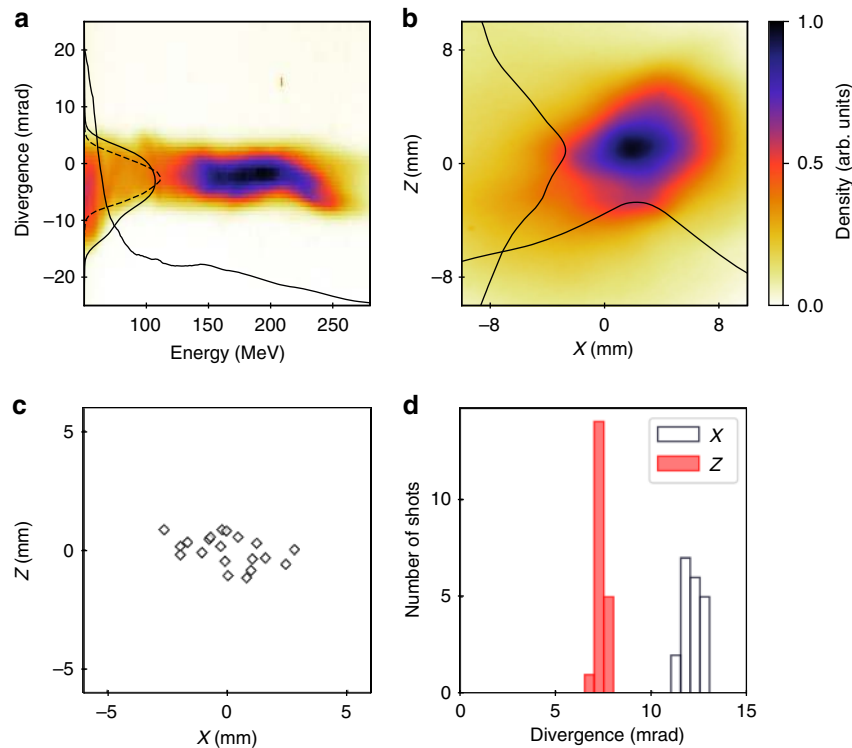 a
25
20
10
0
−10
−20
Divergence (mrad)
100
150
200
250
Energy (MeV)
b
8
0
−8
Z (mm)
−8
0
8
X (mm)
1.0
0.5
0.0
Density (arb. units)
c
5
0
−5
Z (mm)
−5
0
5
X (mm)
d
X
Z
10
5
0
Number of shots
0
5
10
15
Divergence (mrad)